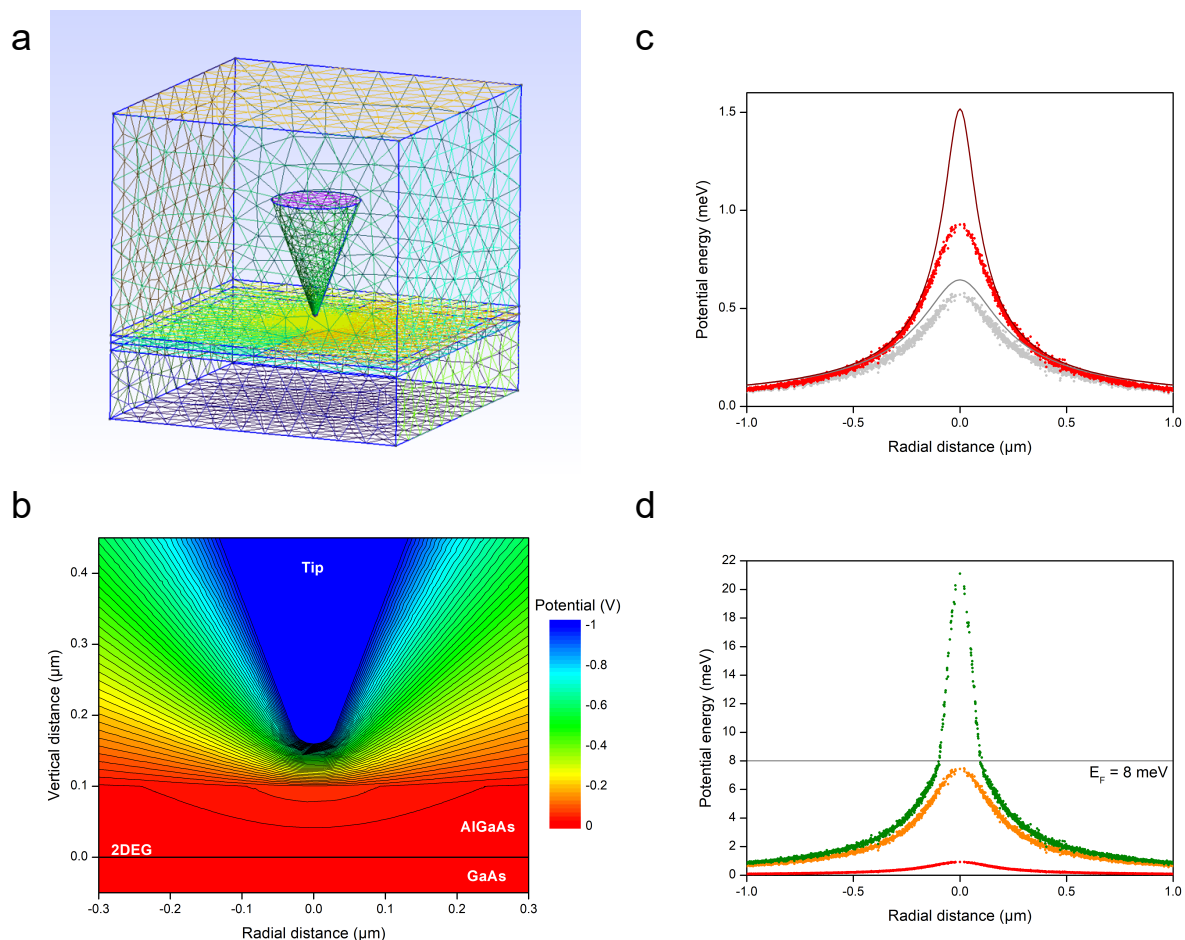 a
c
1.5
1.0
0.5
0.0
Potential energy (meV)
-1.0
-0.5
0.0
0.5
1.0
Radial distance (μm)
b
Tip
AlGaAs
2DEG
GaAs
0.4
0.3
0.2
0.1
0.0
Vertical distance (μm)
-0.3
-0.2
-0.1
0.0
0.1
0.2
0.3
Radial distance (μm)
Potential (V)
-1
-0.8
-0.6
-0.4
-0.2
0
d
22
20
18
16
14
12
10
8
6
4
2
0
Potential energy (meV)
E_F = 8 meV
-1.0
-0.5
0.0
0.5
1.0
Radial distance (μm)